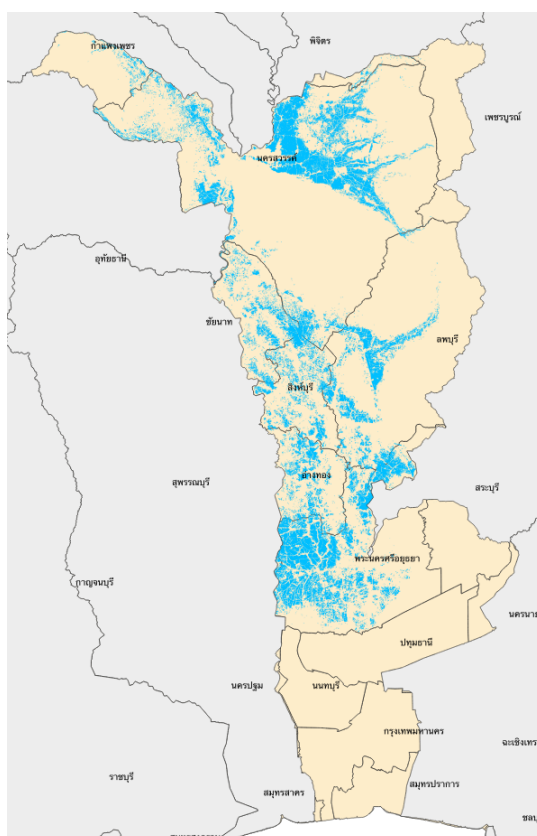 กำแพงเพชร
พิจิตร
เพชรบูรณ์
นครสวรรค์
อุทัยธานี
ชัยนาท
ลพบุรี
สิงห์บุรี
อ่างทอง
สุพรรณบุรี
สระบุรี
พระนครศรีอยุธยา
กาญจนบุรี
นครนาย
ปทุมธานี
นครปฐม
นนทบุรี
กรุงเทพมหานคร
ฉะเชิงเทร
ราชบุรี
สมุทรสาคร
สมุทรปราการ
ชลบุ